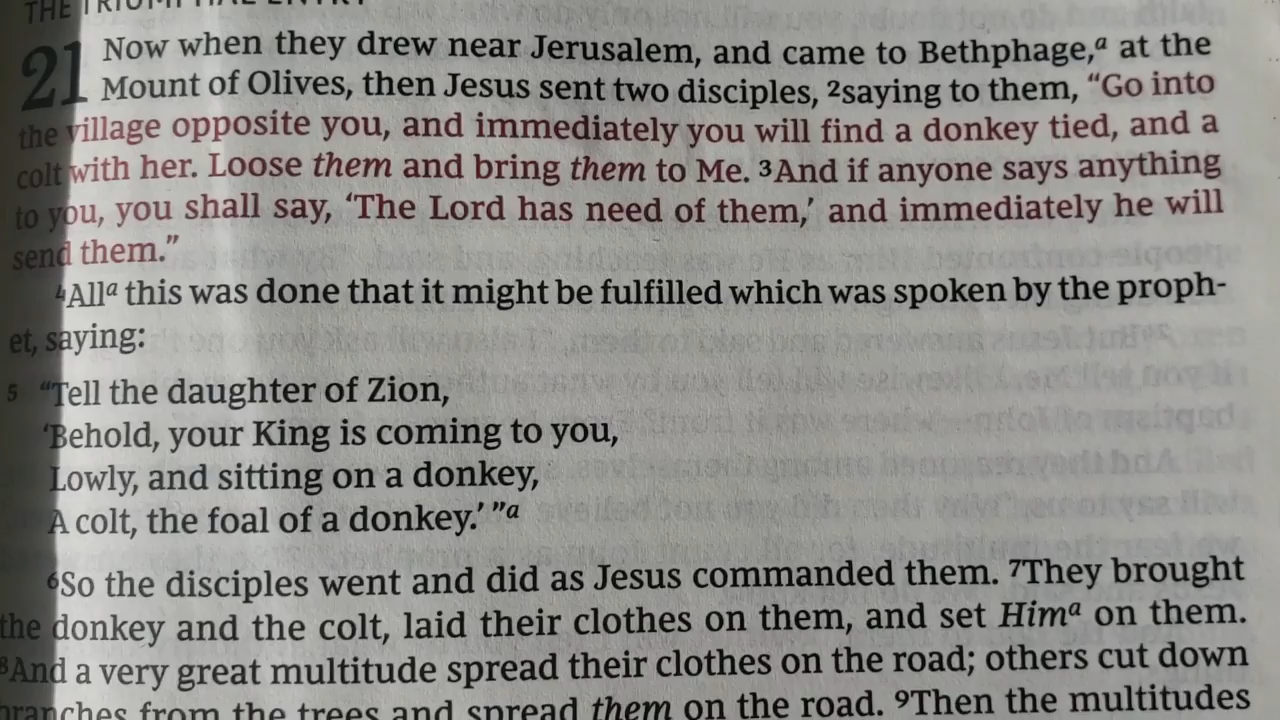 THE TRIUMPHAL ENTRY
21 Now when they drew near Jerusalem, and came to Bethphage,ᵃ at the
Mount of Olives, then Jesus sent two disciples, ²saying to them, “Go into
the village opposite you, and immediately you will find a donkey tied, and a
colt with her. Loose them and bring them to Me. ³And if anyone says anything
to you, you shall say, ‘The Lord has need of them,’ and immediately he will
send them.”
⁴Allᵃ this was done that it might be fulfilled which was spoken by the proph-
et, saying:
5 “Tell the daughter of Zion,
‘Behold, your King is coming to you,
Lowly, and sitting on a donkey,
A colt, the foal of a donkey.’ ”ᵃ
⁶So the disciples went and did as Jesus commanded them. ⁷They brought
the donkey and the colt, laid their clothes on them, and set Himᵃ on them.
⁸And a very great multitude spread their clothes on the road; others cut down
branches from the trees and spread them on the road. ⁹Then the multitudes